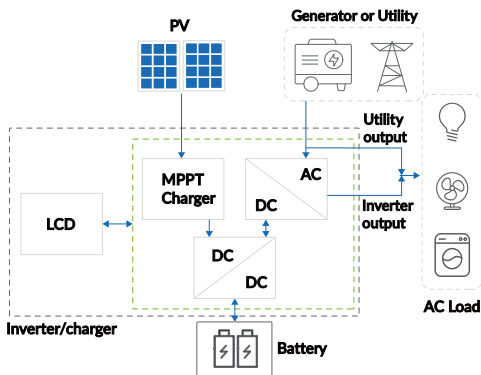 Generator or Utility
PV
Utility
output
MPPT
Charger
AC
DC
Inverter
output
LCD
DC
DC
AC Load
Inverter/charger
Battery